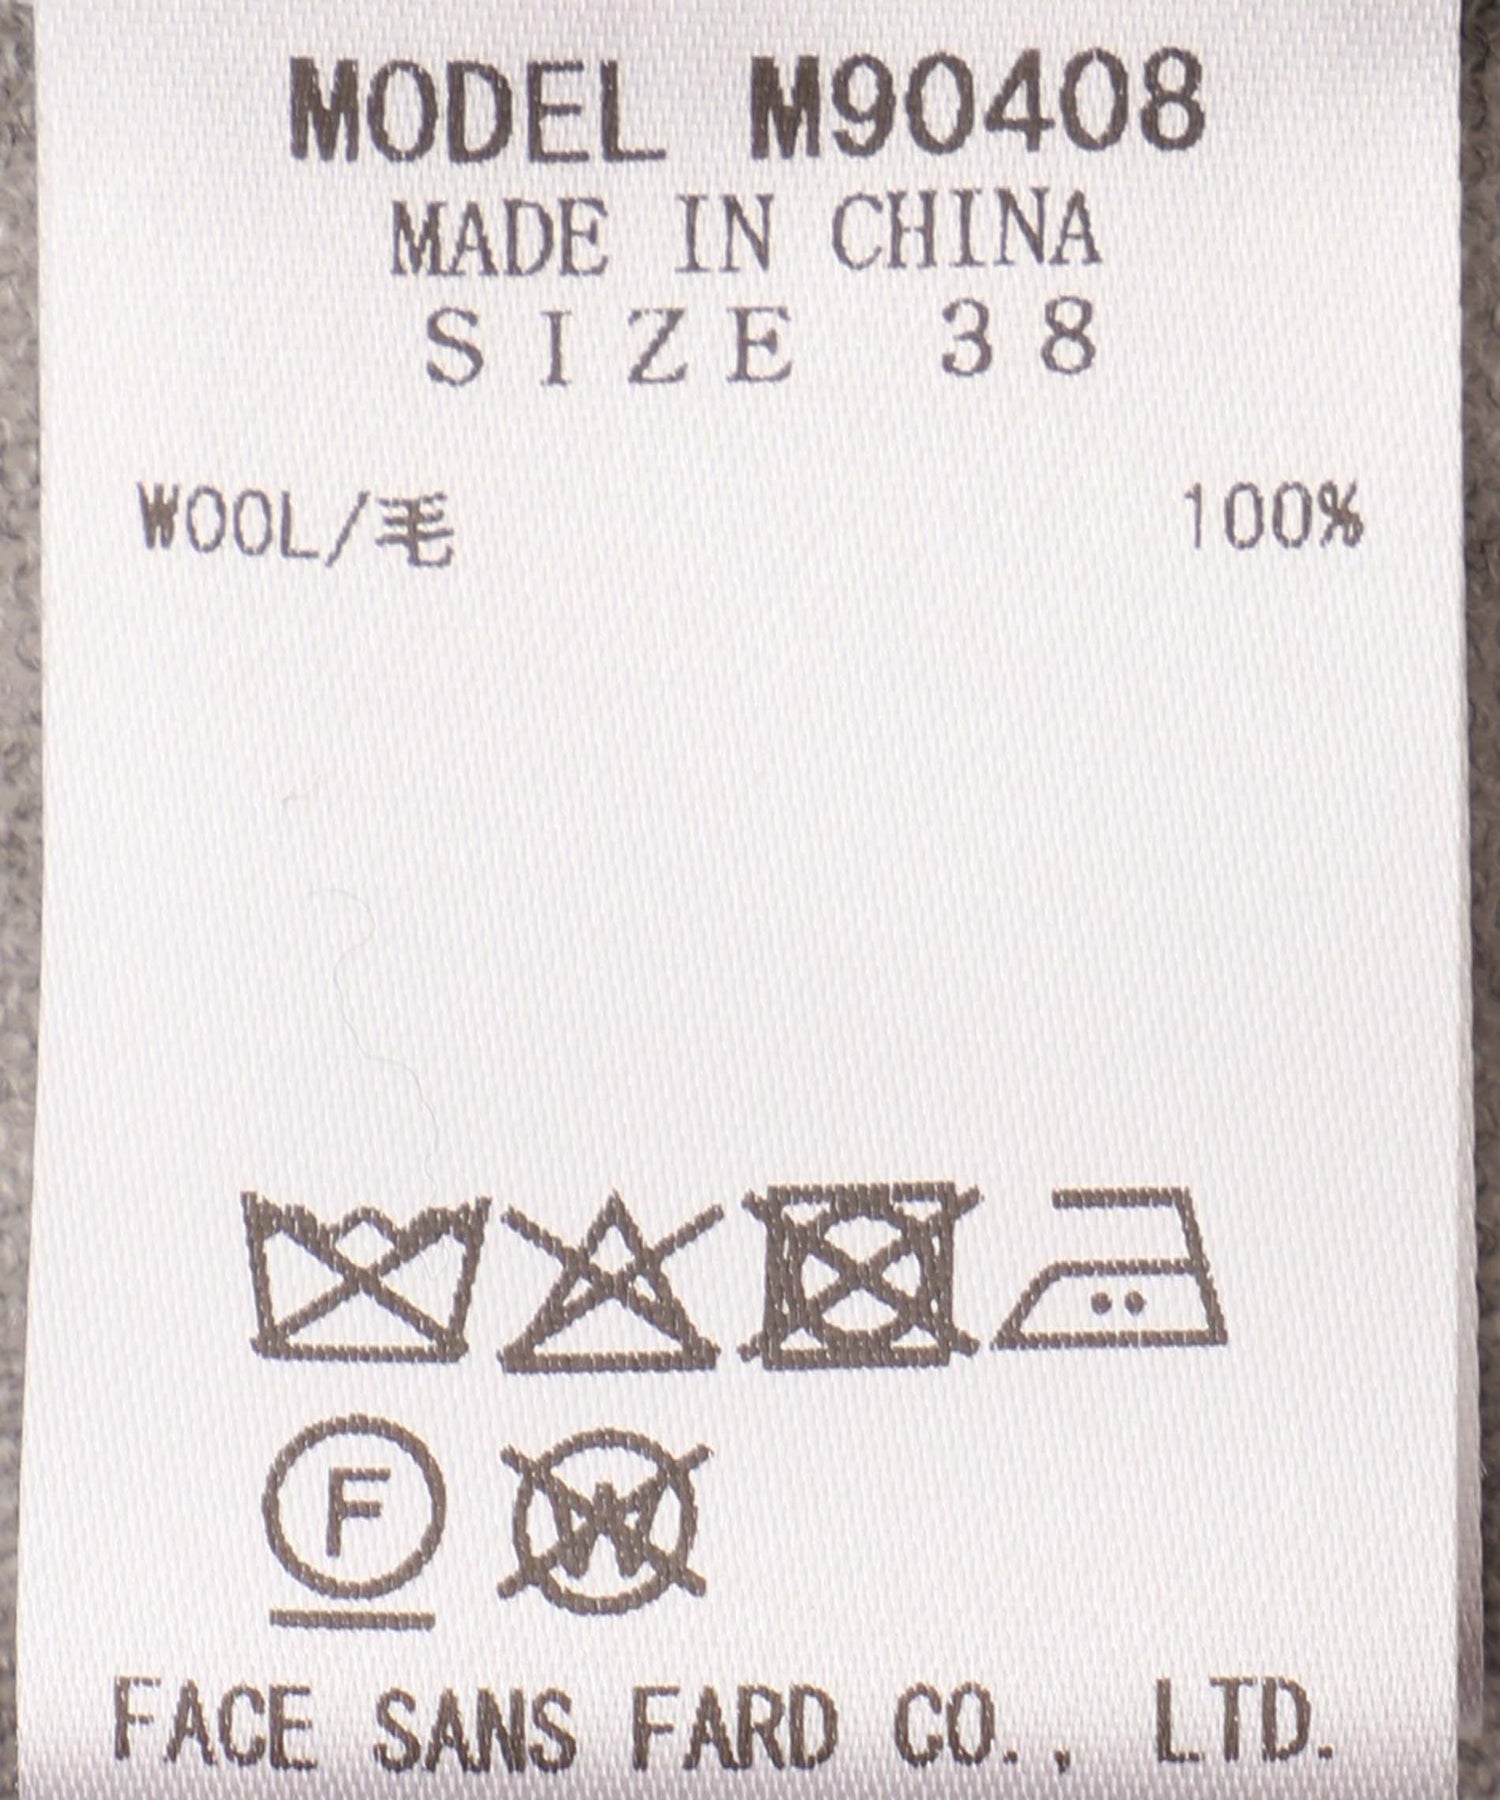 MODEL M90408
MADE IN CHINA
SIZE 38
WOOL/毛 100%
F W
FACE SANS FARD CO., LTD.